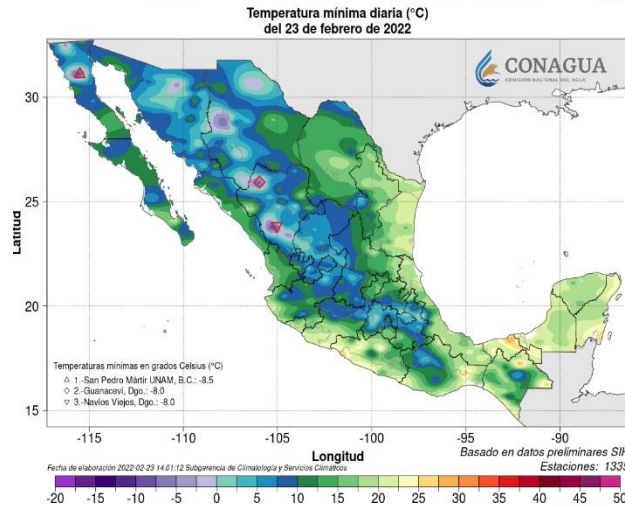 Temperatura mínima diaria (°C)
del 23 de febrero de 2022
CONAGUA
COMISIÓN NACIONAL DEL AGUA
30
25
20
15
Latitud
Temperaturas mínimas en grados Celsius (°C)
1.-San Pedro Mártir UNAM, B.C.: -8.5
2.-Guanaceví, Dgo.: -8.0
3.-Navíos Viejos, Dgo.: -8.0
-115 -110 -105 -100 -95 -90
Longitud
Basado en datos preliminares SIH
Fecha de elaboración 2022-02-23 14:01:12 Subgerencia de Climatología y Servicios Climáticos
Estaciones: 1335
-20 -15 -10 -5 0 5 10 15 20 25 30 35 40 45 50